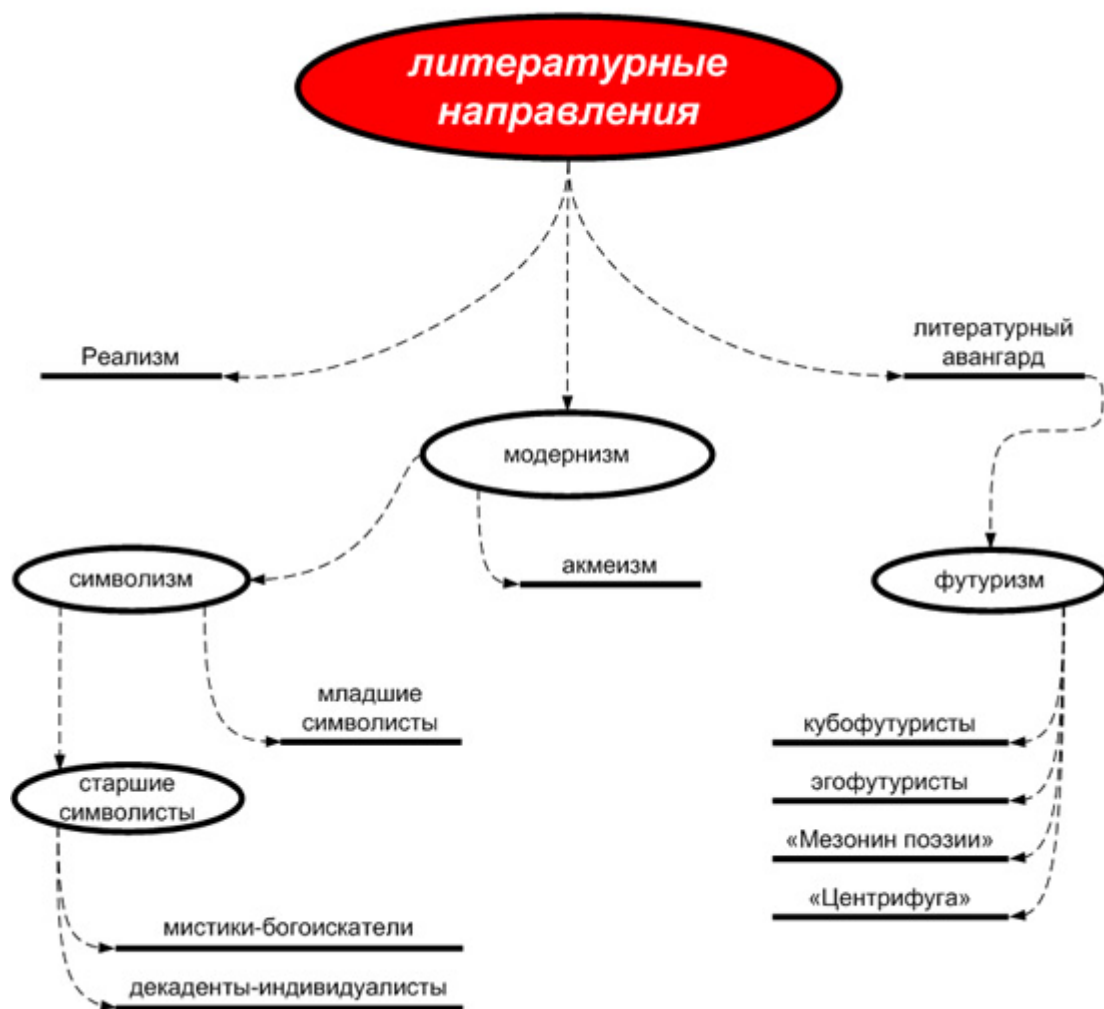 литературные
направления
Реализм
литературный
авангард
модернизм
символизм
акмеизм
футуризм
младшие
символисты
кубофутуристы
старшие
символисты
эгофутуристы
«Мезонин поэзии»
«Центрифуга»
мистики-богоискатели
декаденты-индивидуалисты